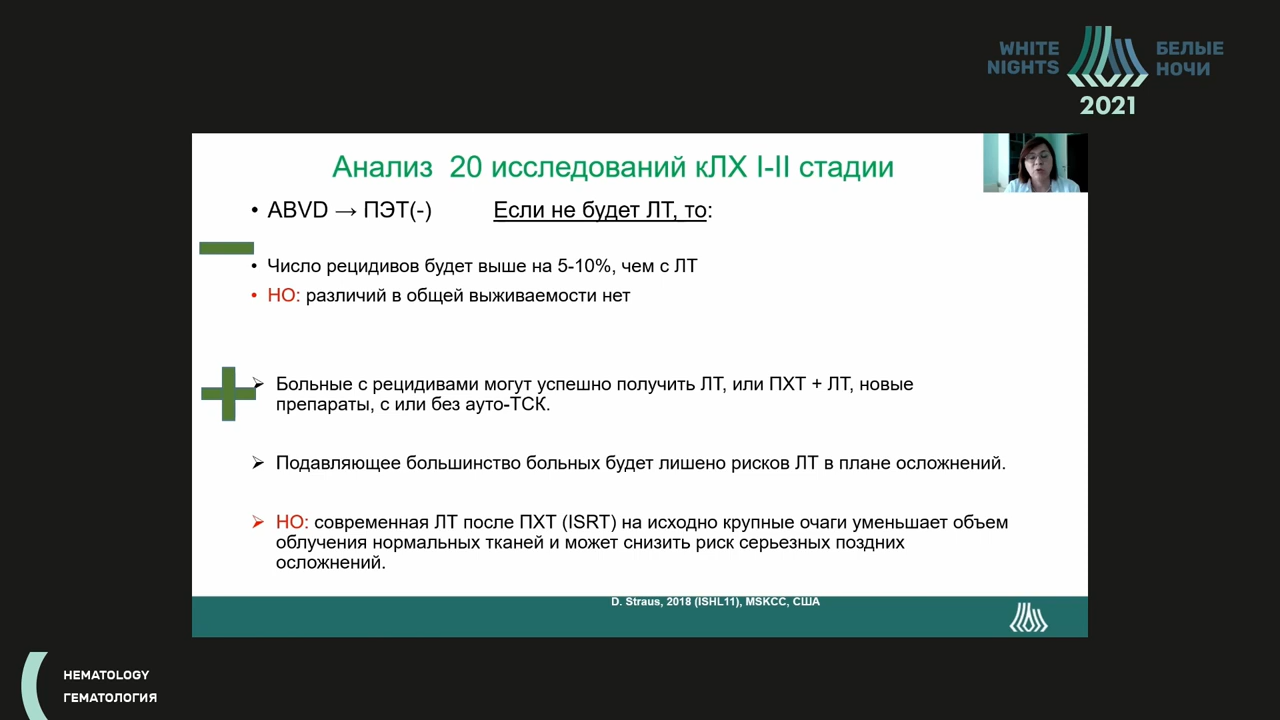 WHITE NIGHTS
БЕЛЫЕ НОЧИ
2021
Анализ 20 исследований кЛХ I-II стадии
• ABVD → ПЭТ(-) Если не будет ЛТ, то:
• Число рецидивов будет выше на 5-10%, чем с ЛТ
• НО: различий в общей выживаемости нет
➢ Больные с рецидивами могут успешно получить ЛТ, или ПХТ + ЛТ, новые
препараты, с или без ауто-ТСК.
➢ Подавляющее большинство больных будет лишено рисков ЛТ в плане осложнений.
➢ НО: современная ЛТ после ПХТ (ISRT) на исходно крупные очаги уменьшает объем
облучения нормальных тканей и может снизить риск серьезных поздних
осложнений.
D. Straus, 2018 (ISHL11), MSKCC, США
HEMATOLOGY
ГЕМАТОЛОГИЯ